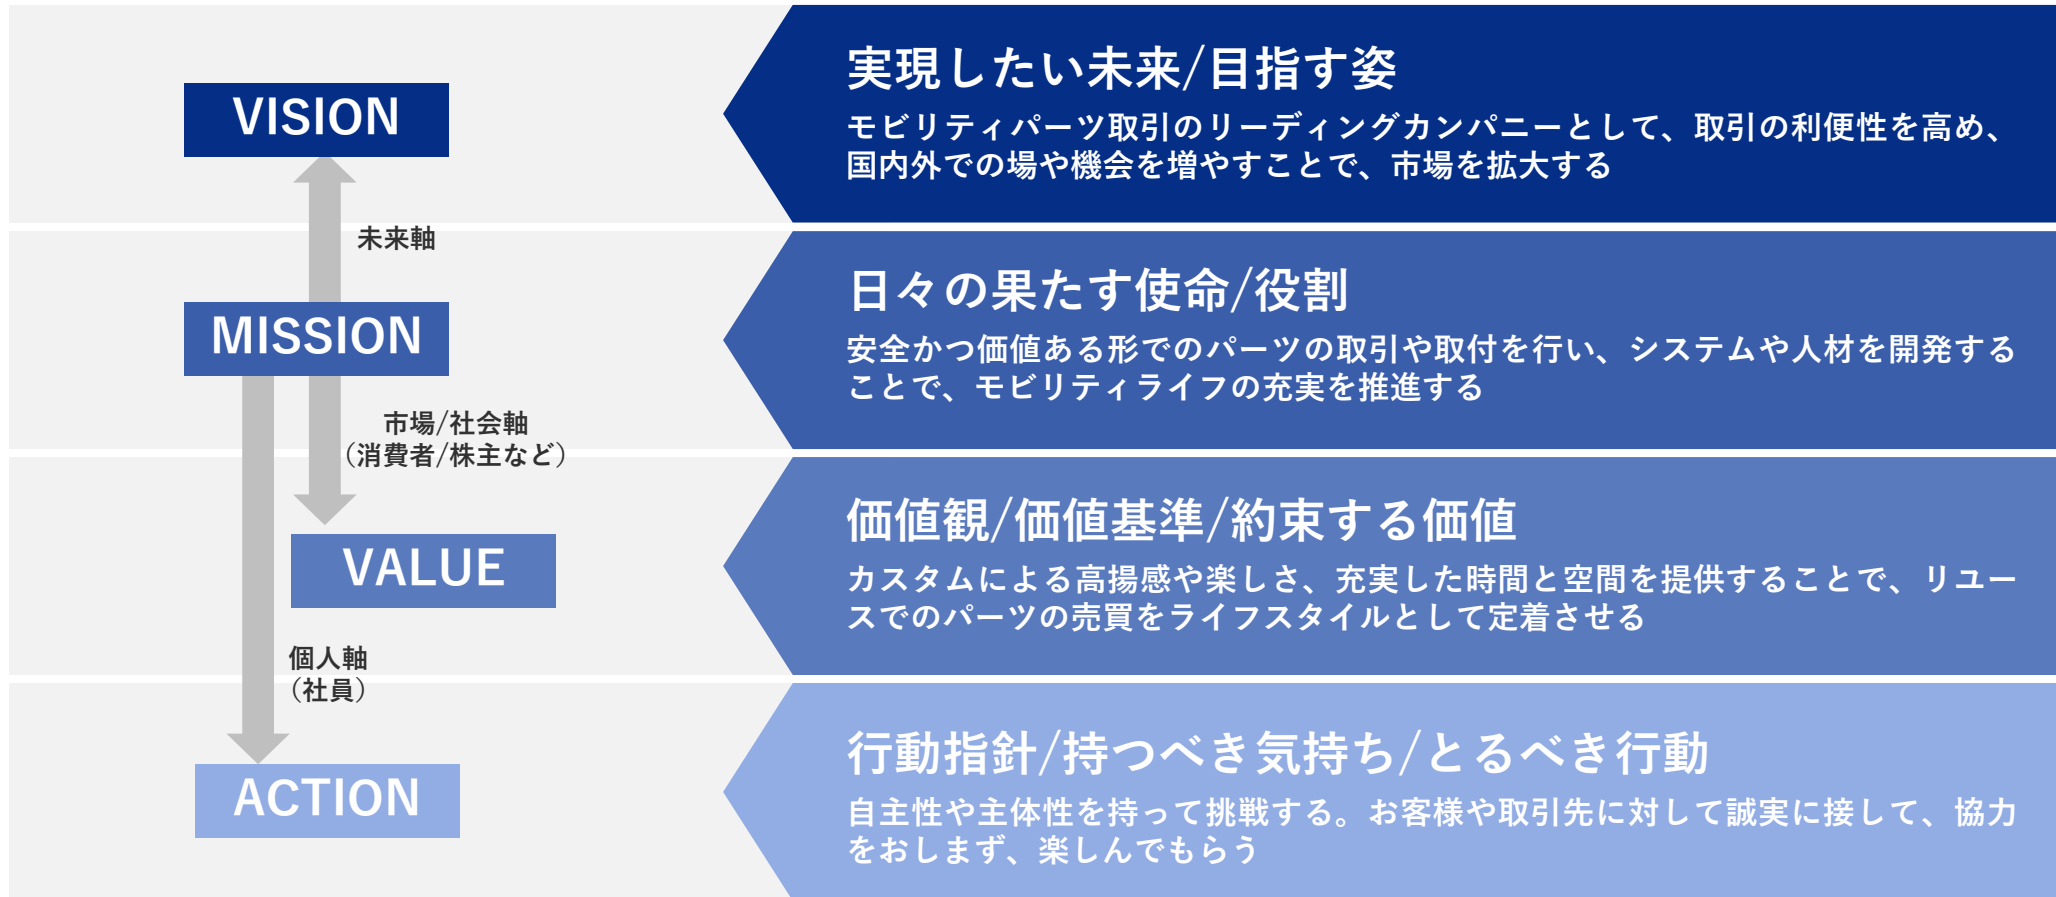 VISION
実現したい未来/目指す姿
モビリティパーツ取引のリーディングカンパニーとして、取引の利便性を高め、
国内外での場や機会を増やすことで、市場を拡大する
未来軸
MISSION
日々の果たす使命/役割
安全かつ価値ある形でのパーツの取引や取付を行い、システムや人材を開発する
ことで、モビリティライフの充実を推進する
市場/社会軸
（消費者/株主など）
VALUE
価値観/価値基準/約束する価値
カスタムによる高揚感や楽しさ、充実した時間と空間を提供することで、リユー
スでのパーツの売買をライフスタイルとして定着させる
個人軸
（社員）
ACTION
行動指針/持つべき気持ち/とるべき行動
自主性や主体性を持って挑戦する。お客様や取引先に対して誠実に接して、協力
をおしまず、楽しんでもらう